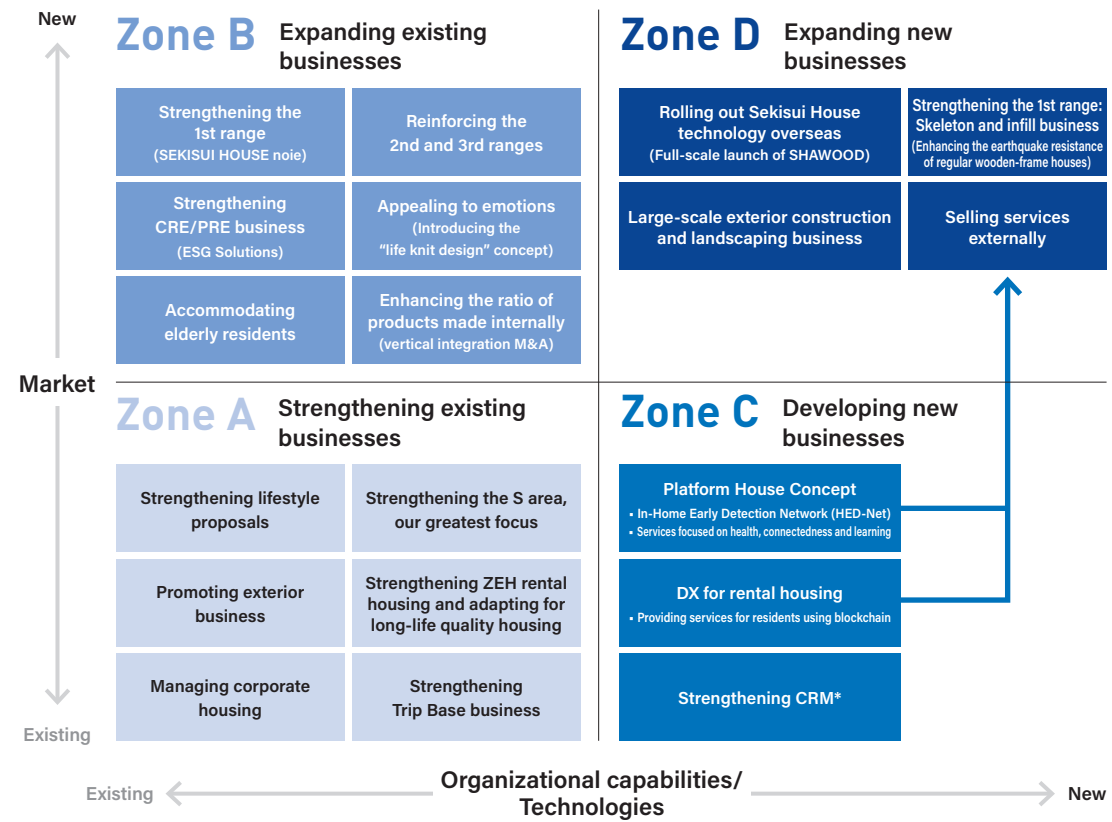 New
Zone B
Expanding existing
businesses
Strengthening the
1st range
(SEKISUI HOUSE noie)
Reinforcing the
2nd and 3rd ranges
Strengthening
CRE/PRE business
(ESG Solutions)
Appealing to emotions
(Introducing the
“life knit design” concept)
Accommodating
elderly residents
Enhancing the ratio of
products made internally
(vertical integration M&A)
Zone D
Expanding new
businesses
Rolling out Sekisui House
technology overseas
(Full-scale launch of SHAWOOD)
Strengthening the 1st range:
Skeleton and infill business
(Enhancing the earthquake resistance
of regular wooden-frame houses)
Large-scale exterior construction
and landscaping business
Selling services
externally
Market
Zone A
Strengthening existing
businesses
Strengthening lifestyle
proposals
Strengthening the S area,
our greatest focus
Promoting exterior
business
Strengthening ZEH rental
housing and adapting for
long-life quality housing
Managing corporate
housing
Strengthening
Trip Base business
Zone C
Developing new
businesses
Platform House Concept
▪ In-Home Early Detection Network (HED-Net)
▪ Services focused on health, connectedness and learning
DX for rental housing
▪ Providing services for residents using blockchain
Strengthening CRM*
Existing
Existing
Organizational capabilities/
Technologies
New